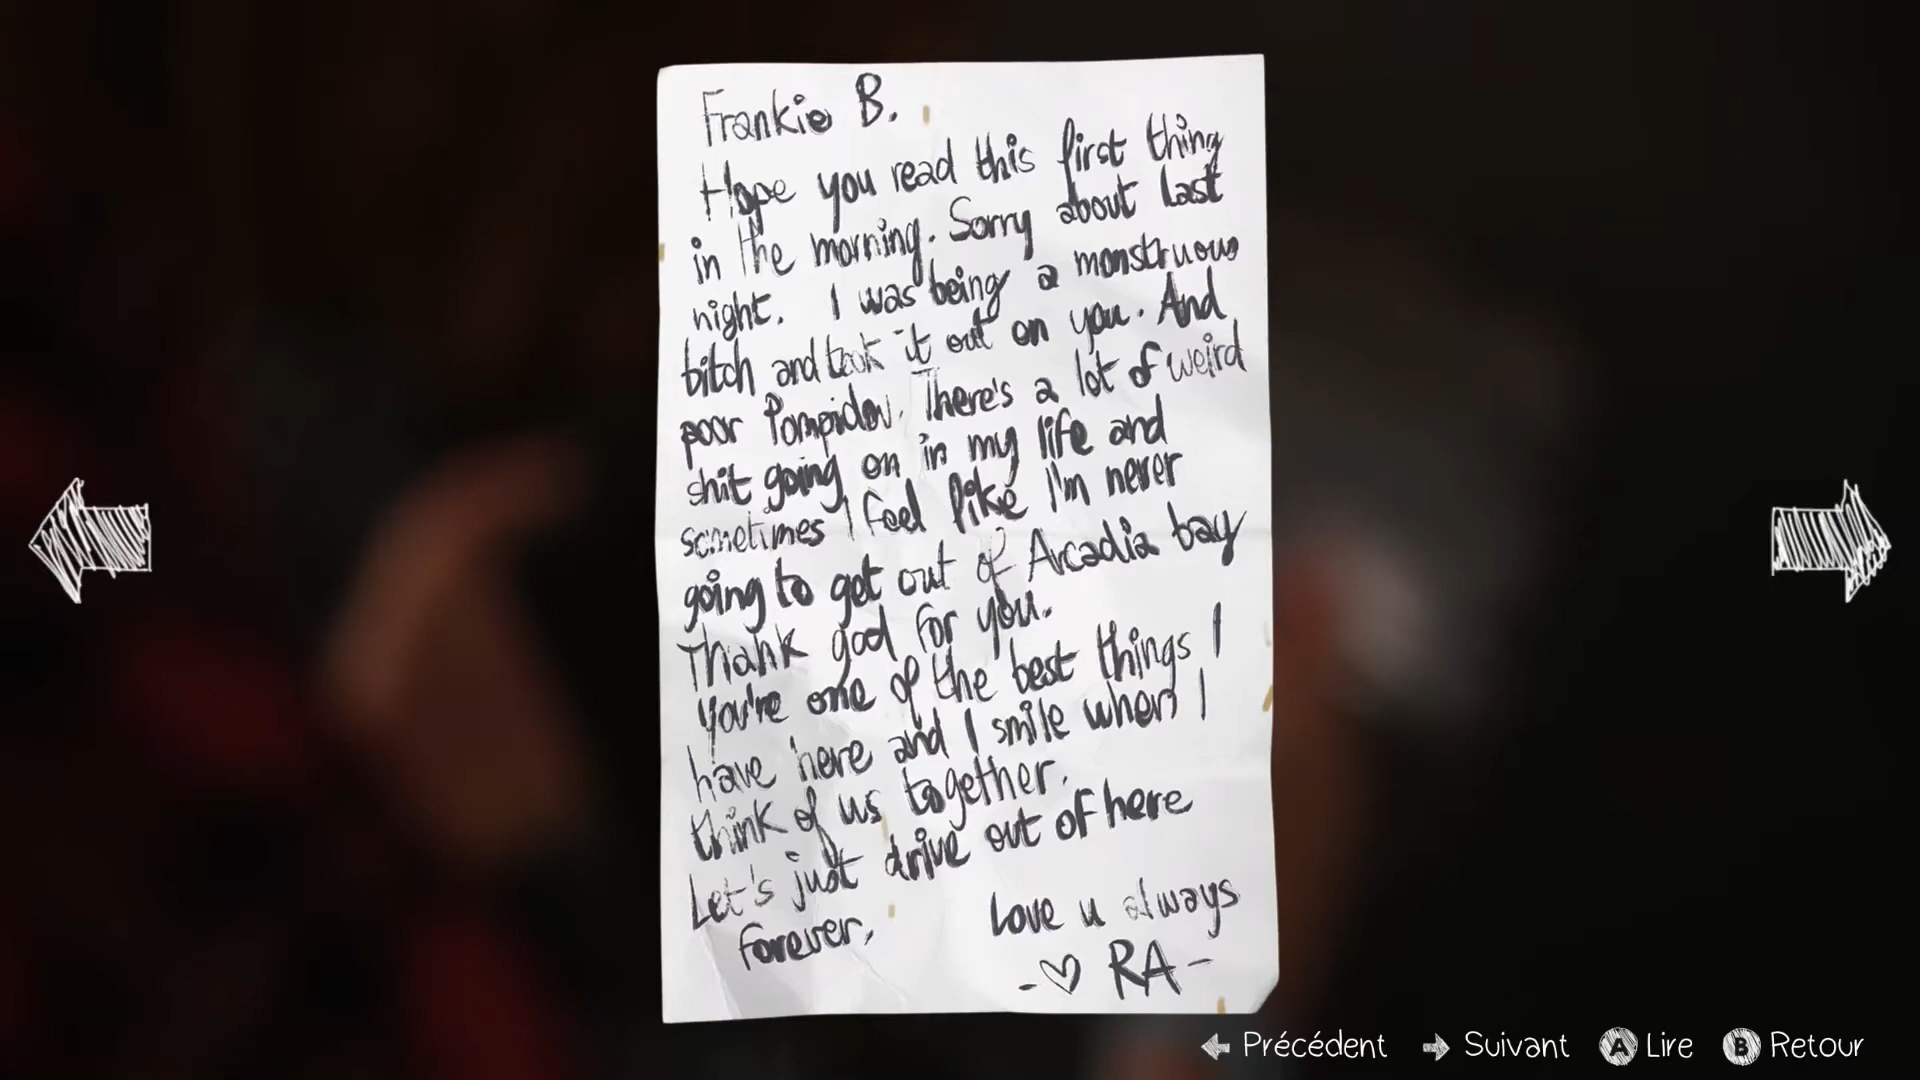 Frankie B.
Hope you read this first thing
in the morning. Sorry about last
night. I was being a monstruous
bitch and took it out on you. And
poor Pompidou. There's a lot of weird
shit going on in my life and
sometimes I feel like I'm never
going to get out of Arcadia bay
Thank god for you.
You're one of the best things I
have here and I smile when I
think of us together.
Let's just drive out of here
forever.
Love u always
-♡ RA-
Précédent
Suivant
A Lire
B Retour